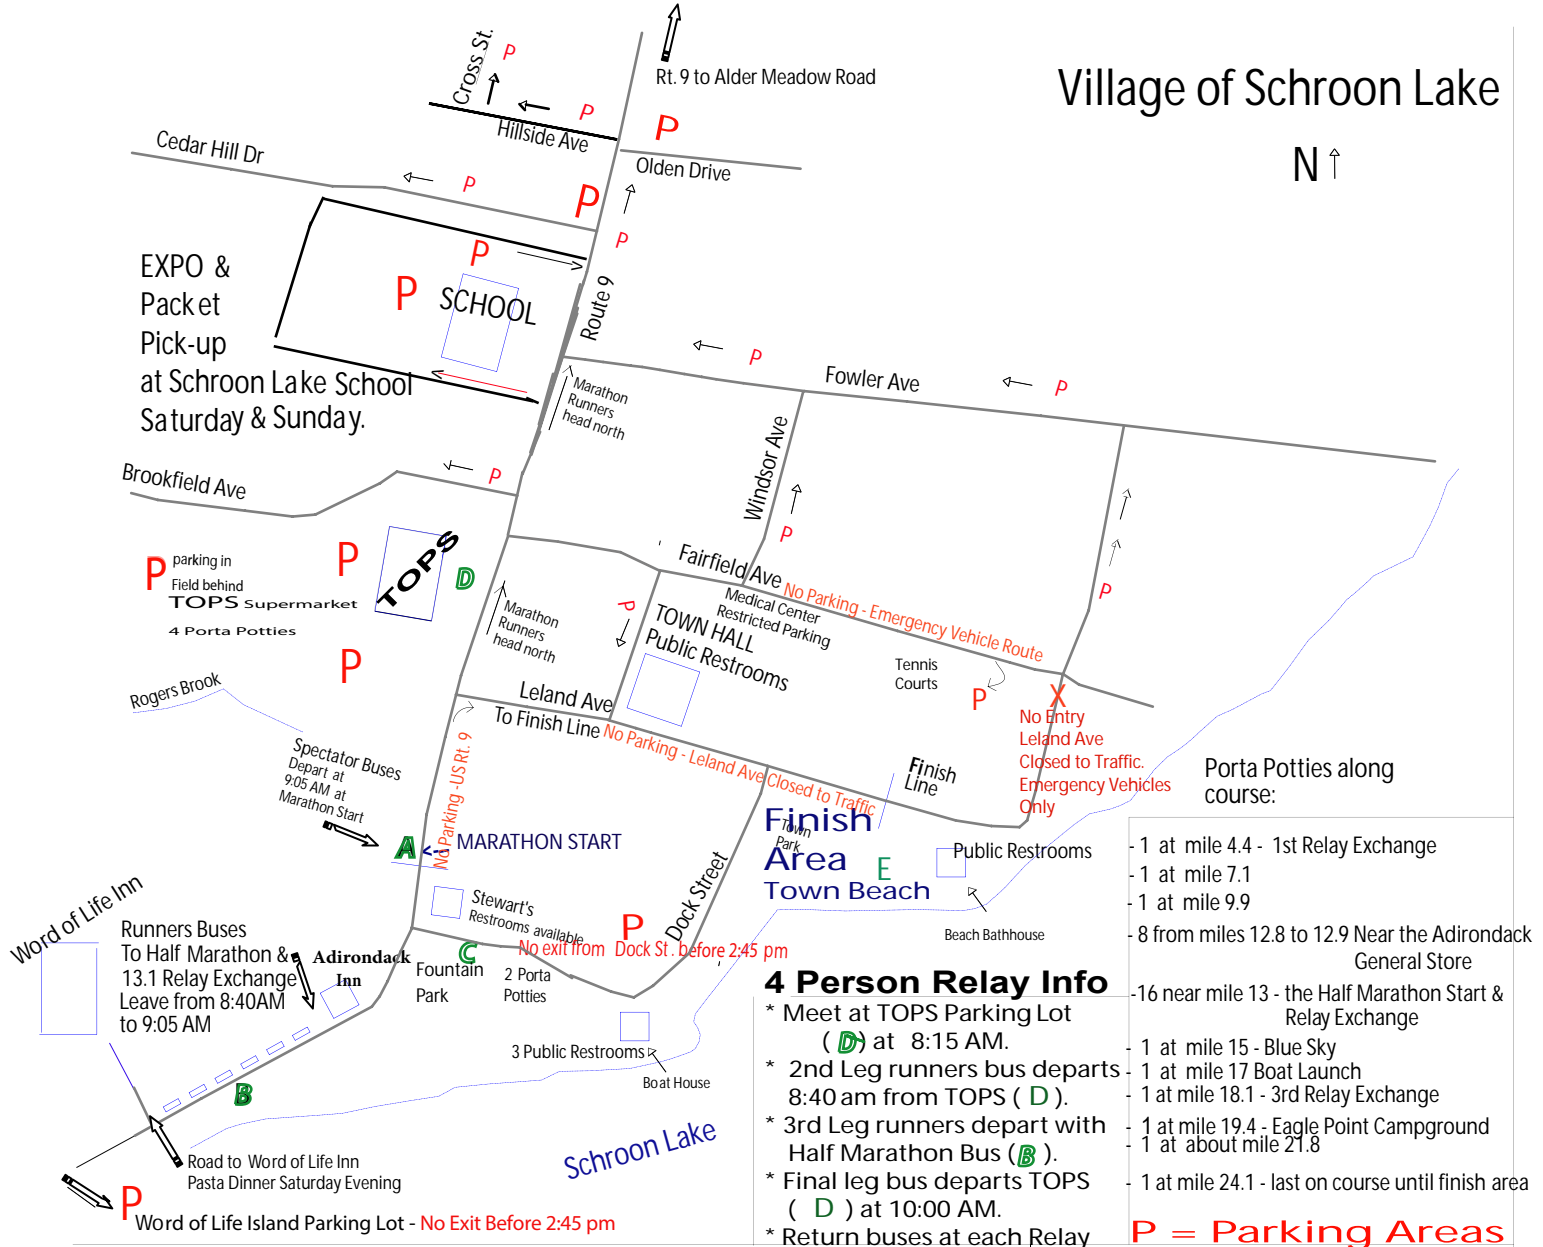 Village of Schroon Lake
N
Rt. 9 to Alder Meadow Road
Cross St.
P
P
Hillside Ave
P
Olden Drive
Cedar Hill Dr
P
P
P
EXPO &
Packet
Pick-up
at Schroon Lake School
Saturday & Sunday.
P
P
SCHOOL
Route 9
P
Fowler Ave
P
Marathon
Runners
head north
Windsor Ave
P
Brookfield Ave
P
P
parking in
Field behind
TOPS Supermarket
4 Porta Potties
P
TOPS
D
P
Marathon
Runners
head north
P
Fairfield Ave
No Parking - Emergency Vehicle Route
Medical Center
Restricted Parking
TOWN HALL
Public Restrooms
P
Tennis
Courts
P
X
No Entry
Leland Ave
Closed to Traffic.
Emergency Vehicles
Only
Rogers Brook
Leland Ave
To Finish Line
No Parking - Leland Ave Closed to Traffic
Finish
Line
No Parking -US Rt. 9
Spectator Buses
Depart at
9:05 AM at
Marathon Start
A
MARATHON START
Finish
Area
Town Beach
Town
Park
E
Public Restrooms
Beach Bathhouse
Stewart's
Restrooms available
P
Dock Street
No exit from Dock St. before 2:45 pm
C
Fountain
Park
2 Porta
Potties
3 Public Restrooms
Boat House
Word of Life Inn
Runners Buses
To Half Marathon &
13.1 Relay Exchange
Leave from 8:40AM
to 9:05 AM
Adirondack
Inn
B
Road to Word of Life Inn
Pasta Dinner Saturday Evening
P
Word of Life Island Parking Lot - No Exit Before 2:45 pm
Schroon Lake
4 Person Relay Info
* Meet at TOPS Parking Lot
( D ) at 8:15 AM.
* 2nd Leg runners bus departs
8:40 am from TOPS ( D ).
* 3rd Leg runners depart with
Half Marathon Bus ( B ).
* Final leg bus departs TOPS
( D ) at 10:00 AM.
* Return buses at each Relay
Porta Potties along
course:
- 1 at mile 4.4 - 1st Relay Exchange
- 1 at mile 7.1
- 1 at mile 9.9
- 8 from miles 12.8 to 12.9 Near the Adirondack
General Store
-16 near mile 13 - the Half Marathon Start &
Relay Exchange
- 1 at mile 15 - Blue Sky
- 1 at mile 17 Boat Launch
- 1 at mile 18.1 - 3rd Relay Exchange
- 1 at mile 19.4 - Eagle Point Campground
- 1 at about mile 21.8
- 1 at mile 24.1 - last on course until finish area
P = Parking Areas